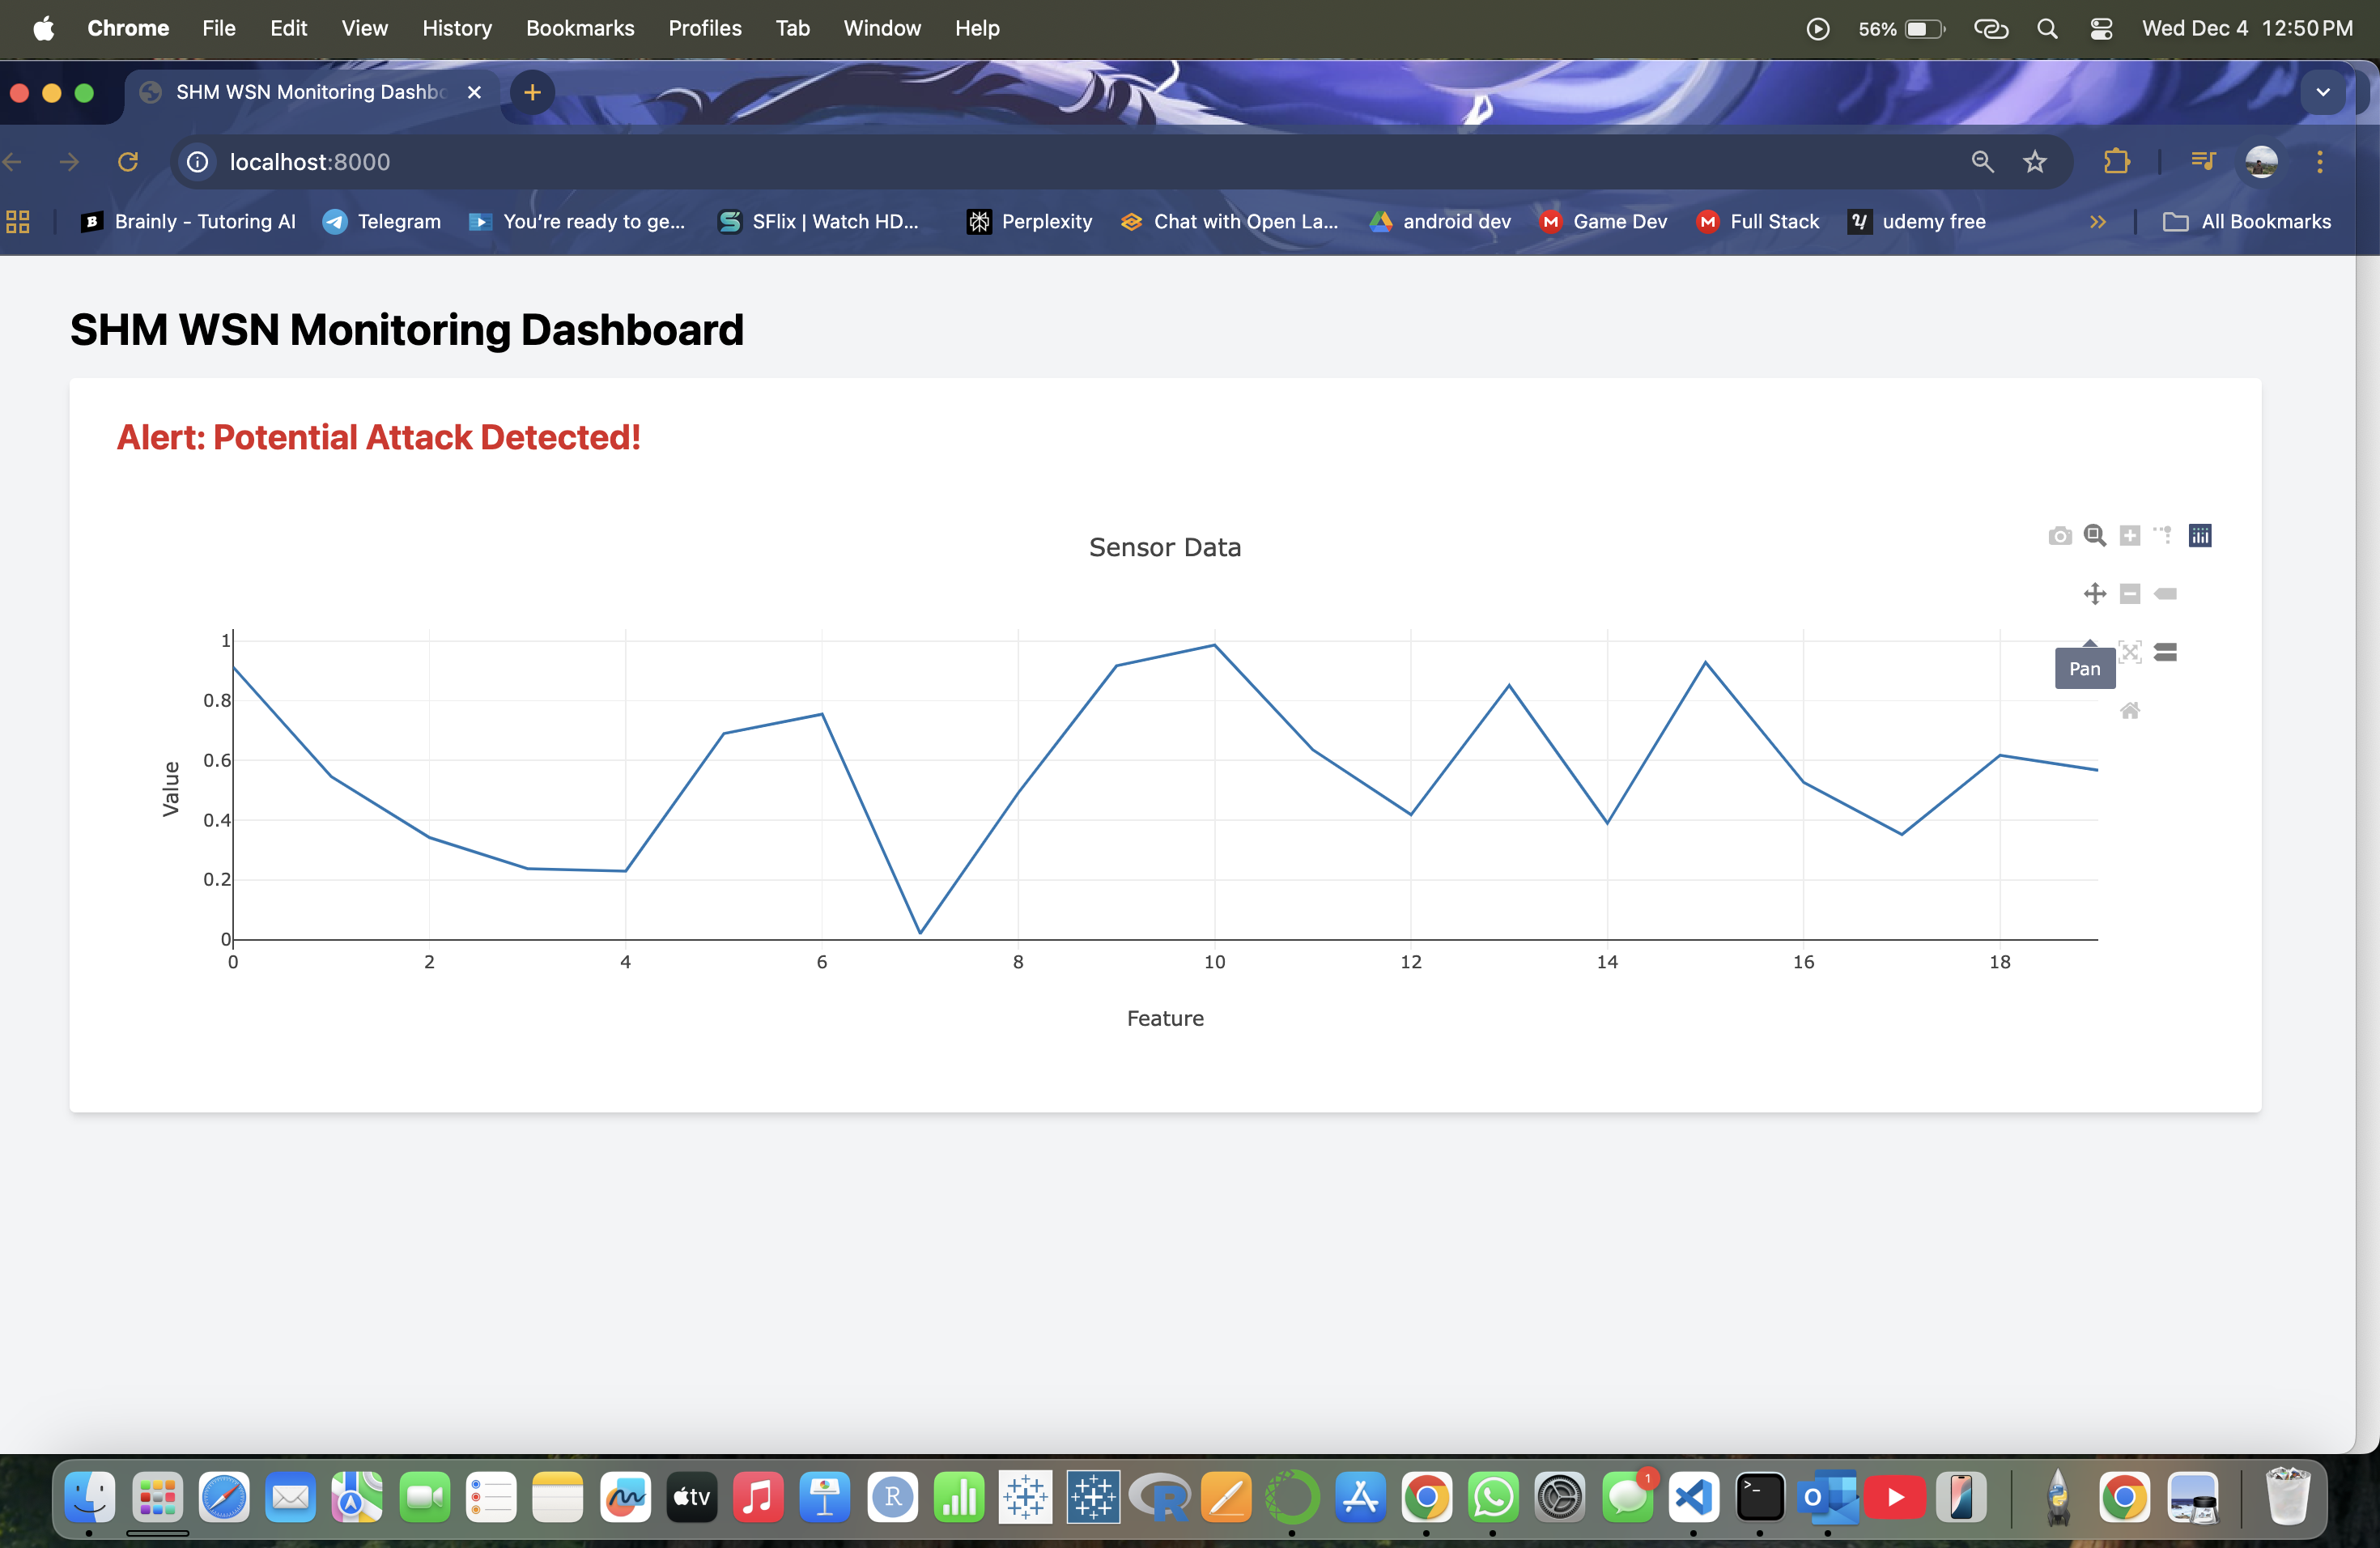 Chrome File Edit View History Bookmarks Profiles Tab Window Help 56% Wed Dec 4 12:50 PM
SHM WSN Monitoring Dashbo
localhost:8000
Brainly - Tutoring AI Telegram You're ready to ge... SFlix | Watch HD... Perplexity Chat with Open La... android dev Game Dev Full Stack udemy free All Bookmarks
SHM WSN Monitoring Dashboard
Alert: Potential Attack Detected!
Sensor Data
Pan
1
0.8
0.6
0.4
0.2
0
Value
0 2 4 6 8 10 12 14 16 18
Feature
tv R R 1 >_ O